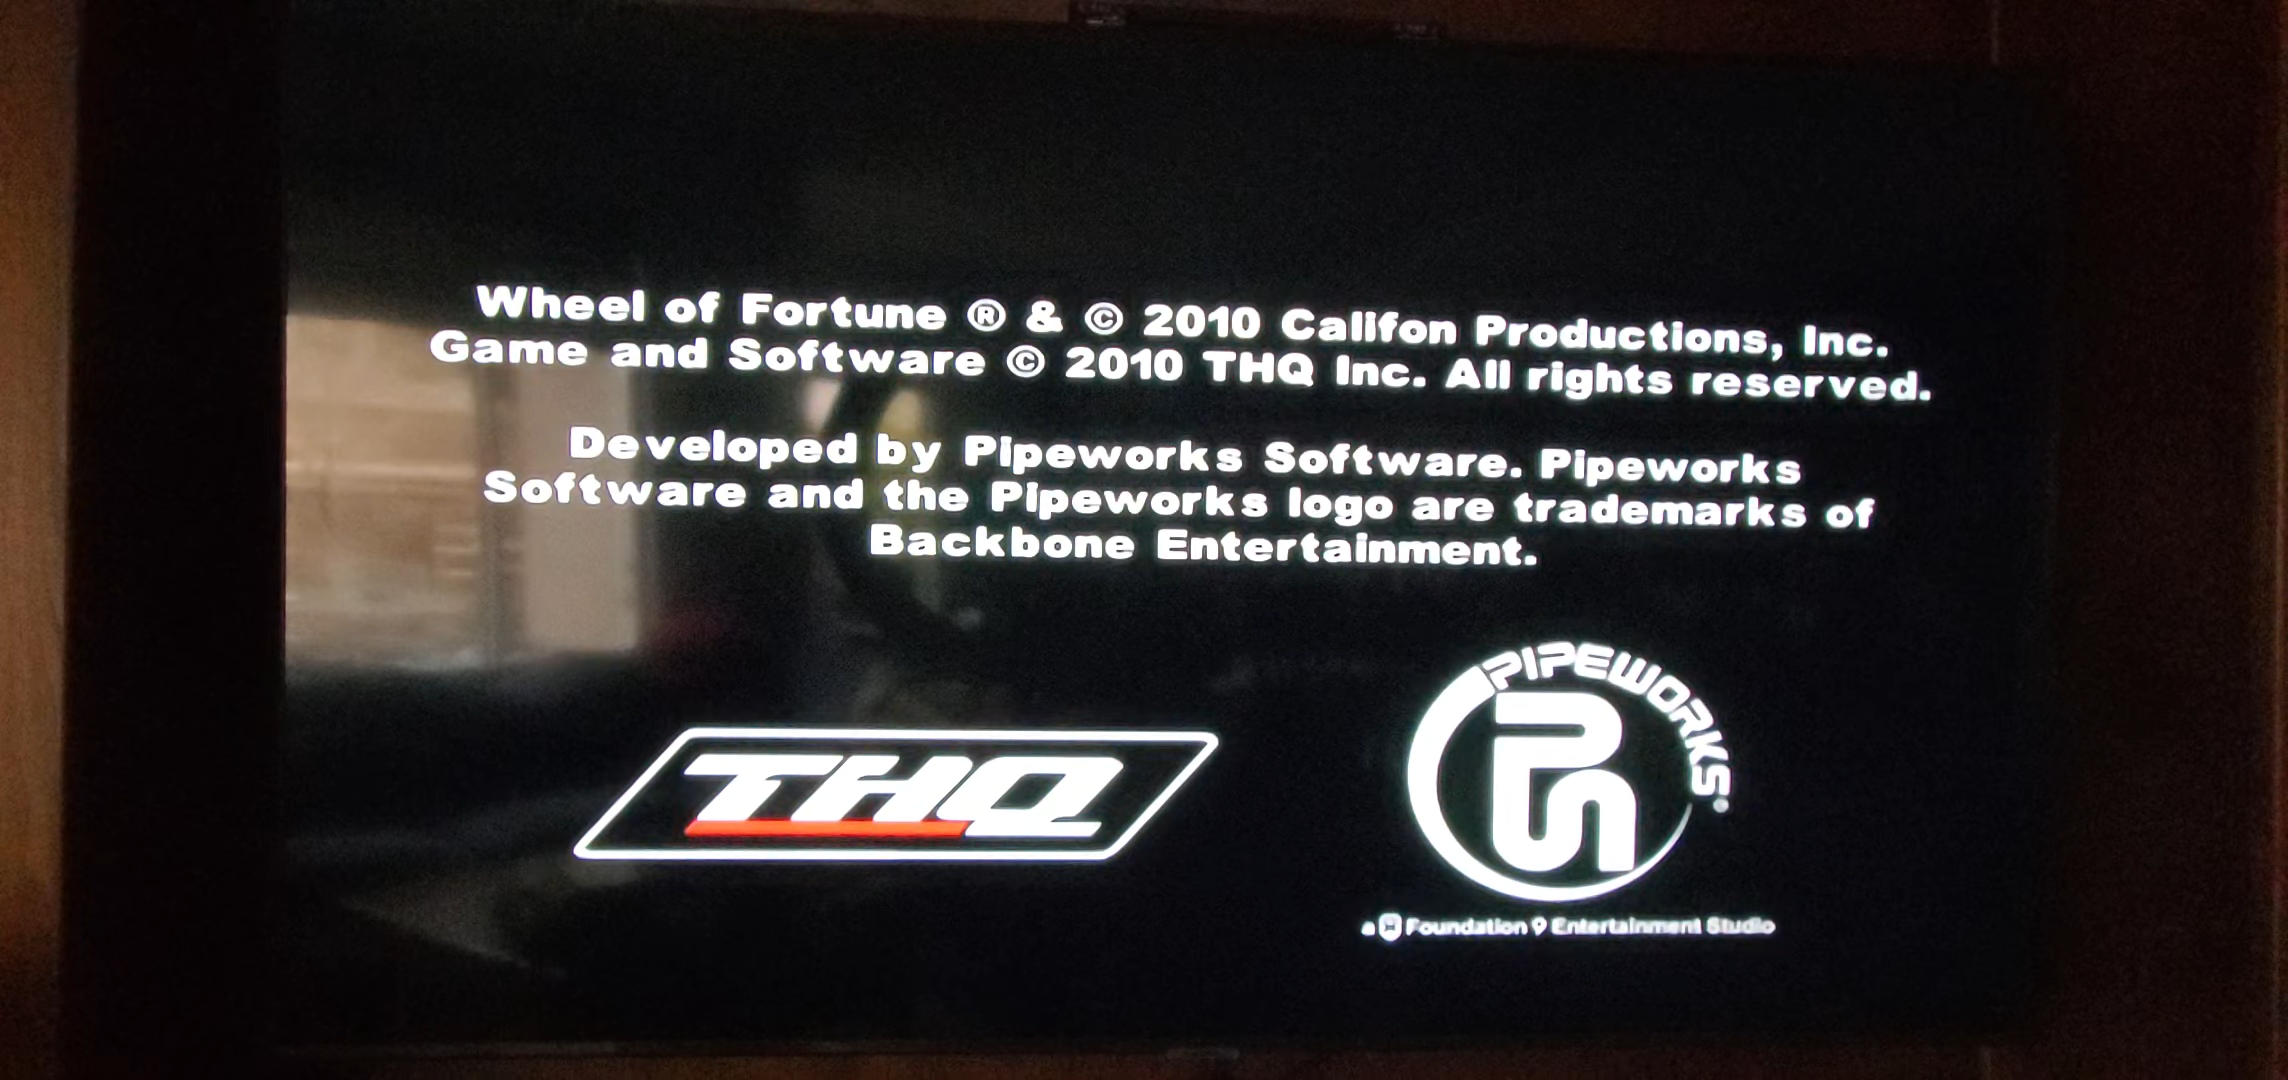 Wheel of Fortune ® & © 2010 Califon Productions, Inc.
Game and Software © 2010 THQ Inc. All rights reserved.
Developed by Pipeworks Software. Pipeworks
Software and the Pipeworks logo are trademarks of
Backbone Entertainment.
THQ
PIPEWORKS
a Foundation 9 Entertainment Studio